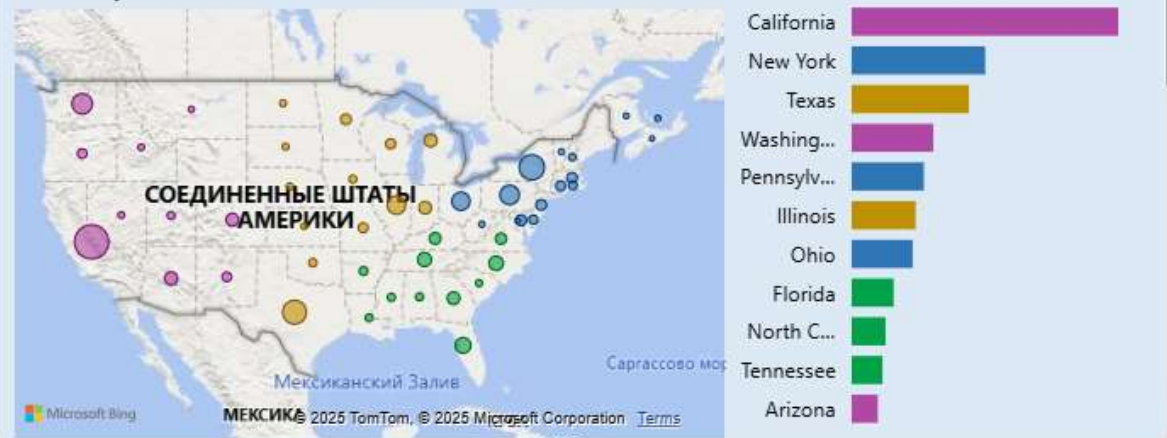 СОЕДИНЕННЫЕ ШТАТЫ
АМЕРИКИ
Саргассово мор
Мексиканский Залив
Microsoft Bing
МЕКСИКА
© 2025 TomTom, © 2025 Microsoft Corporation Terms
California
New York
Texas
Washing...
Pennsylv...
Illinois
Ohio
Florida
North C...
Tennessee
Arizona